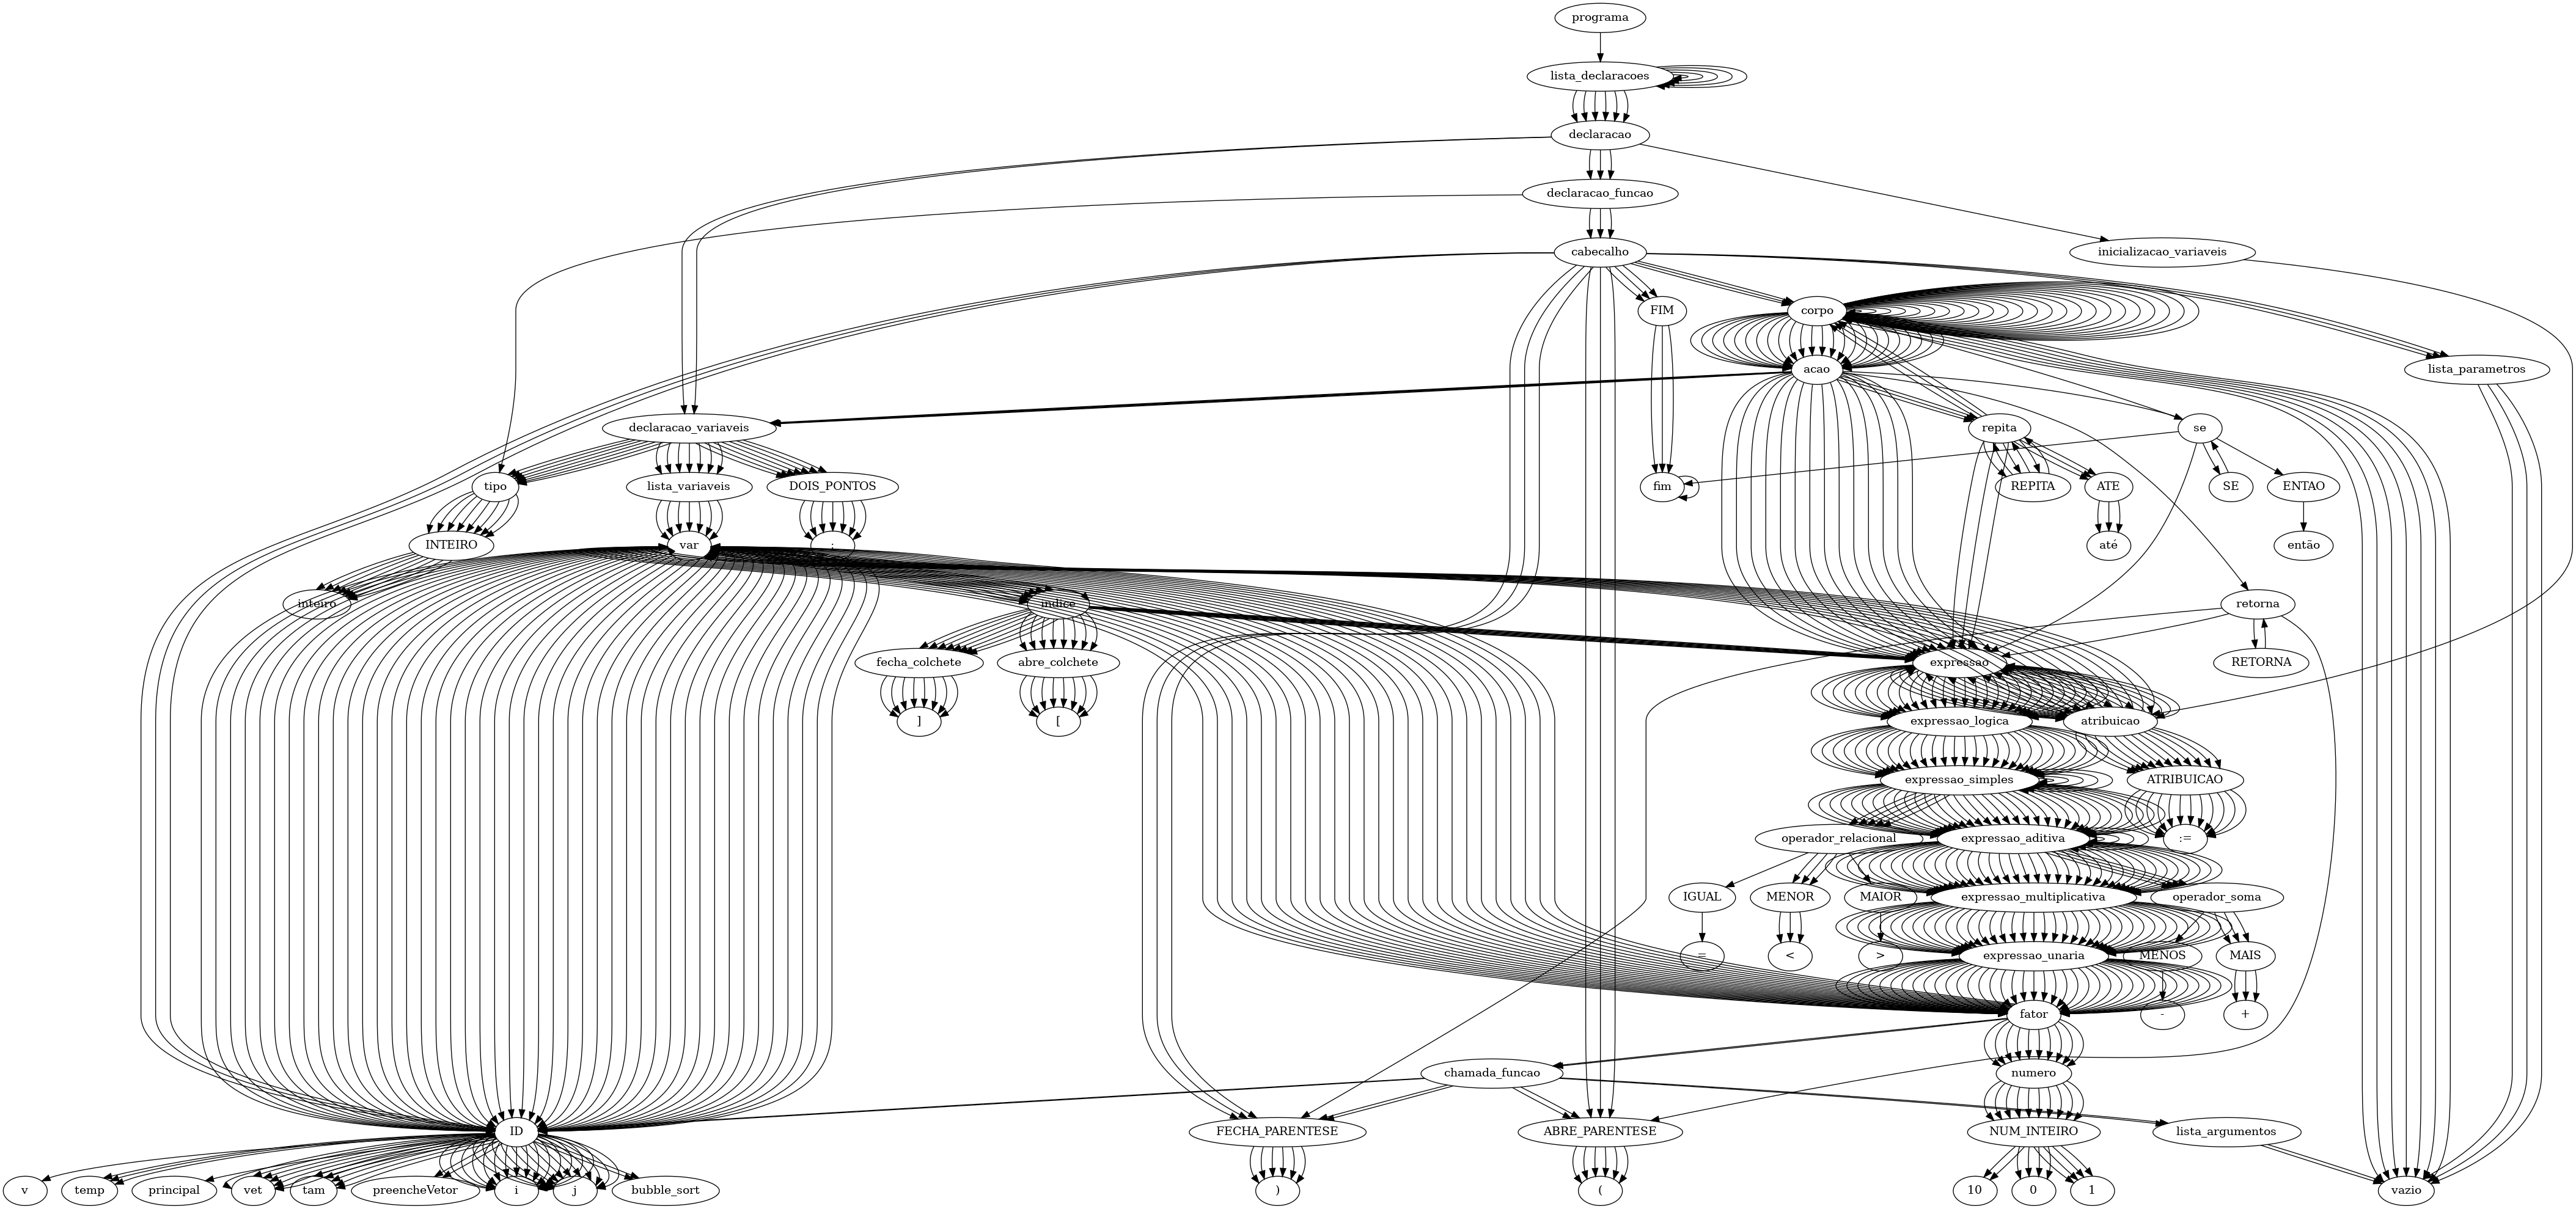 programa
lista_declaracoes
declaracao
declaracao_funcao
cabecalho
inicializacao_variaveis
FIM
corpo
acao
lista_parametros
declaracao_variaveis
repita
se
tipo
lista_variaveis
DOIS_PONTOS
fim
REPITA
ATE
SE
ENTAO
INTEIRO
var
:
até
então
inteiro
indice
retorna
fecha_colchete
abre_colchete
expressao
RETORNA
]
[
expressao_logica
atribuicao
expressao_simples
ATRIBUICAO
operador_relacional
expressao_aditiva
:=
IGUAL
MENOR
MAIOR
expressao_multiplicativa
operador_soma
=
<
>
expressao_unaria
MENOS
MAIS
fator
-
+
chamada_funcao
numero
ID
FECHA_PARENTESE
ABRE_PARENTESE
NUM_INTEIRO
lista_argumentos
v
temp
principal
vet
tam
preencheVetor
i
j
bubble_sort
)
(
10
0
1
vazio